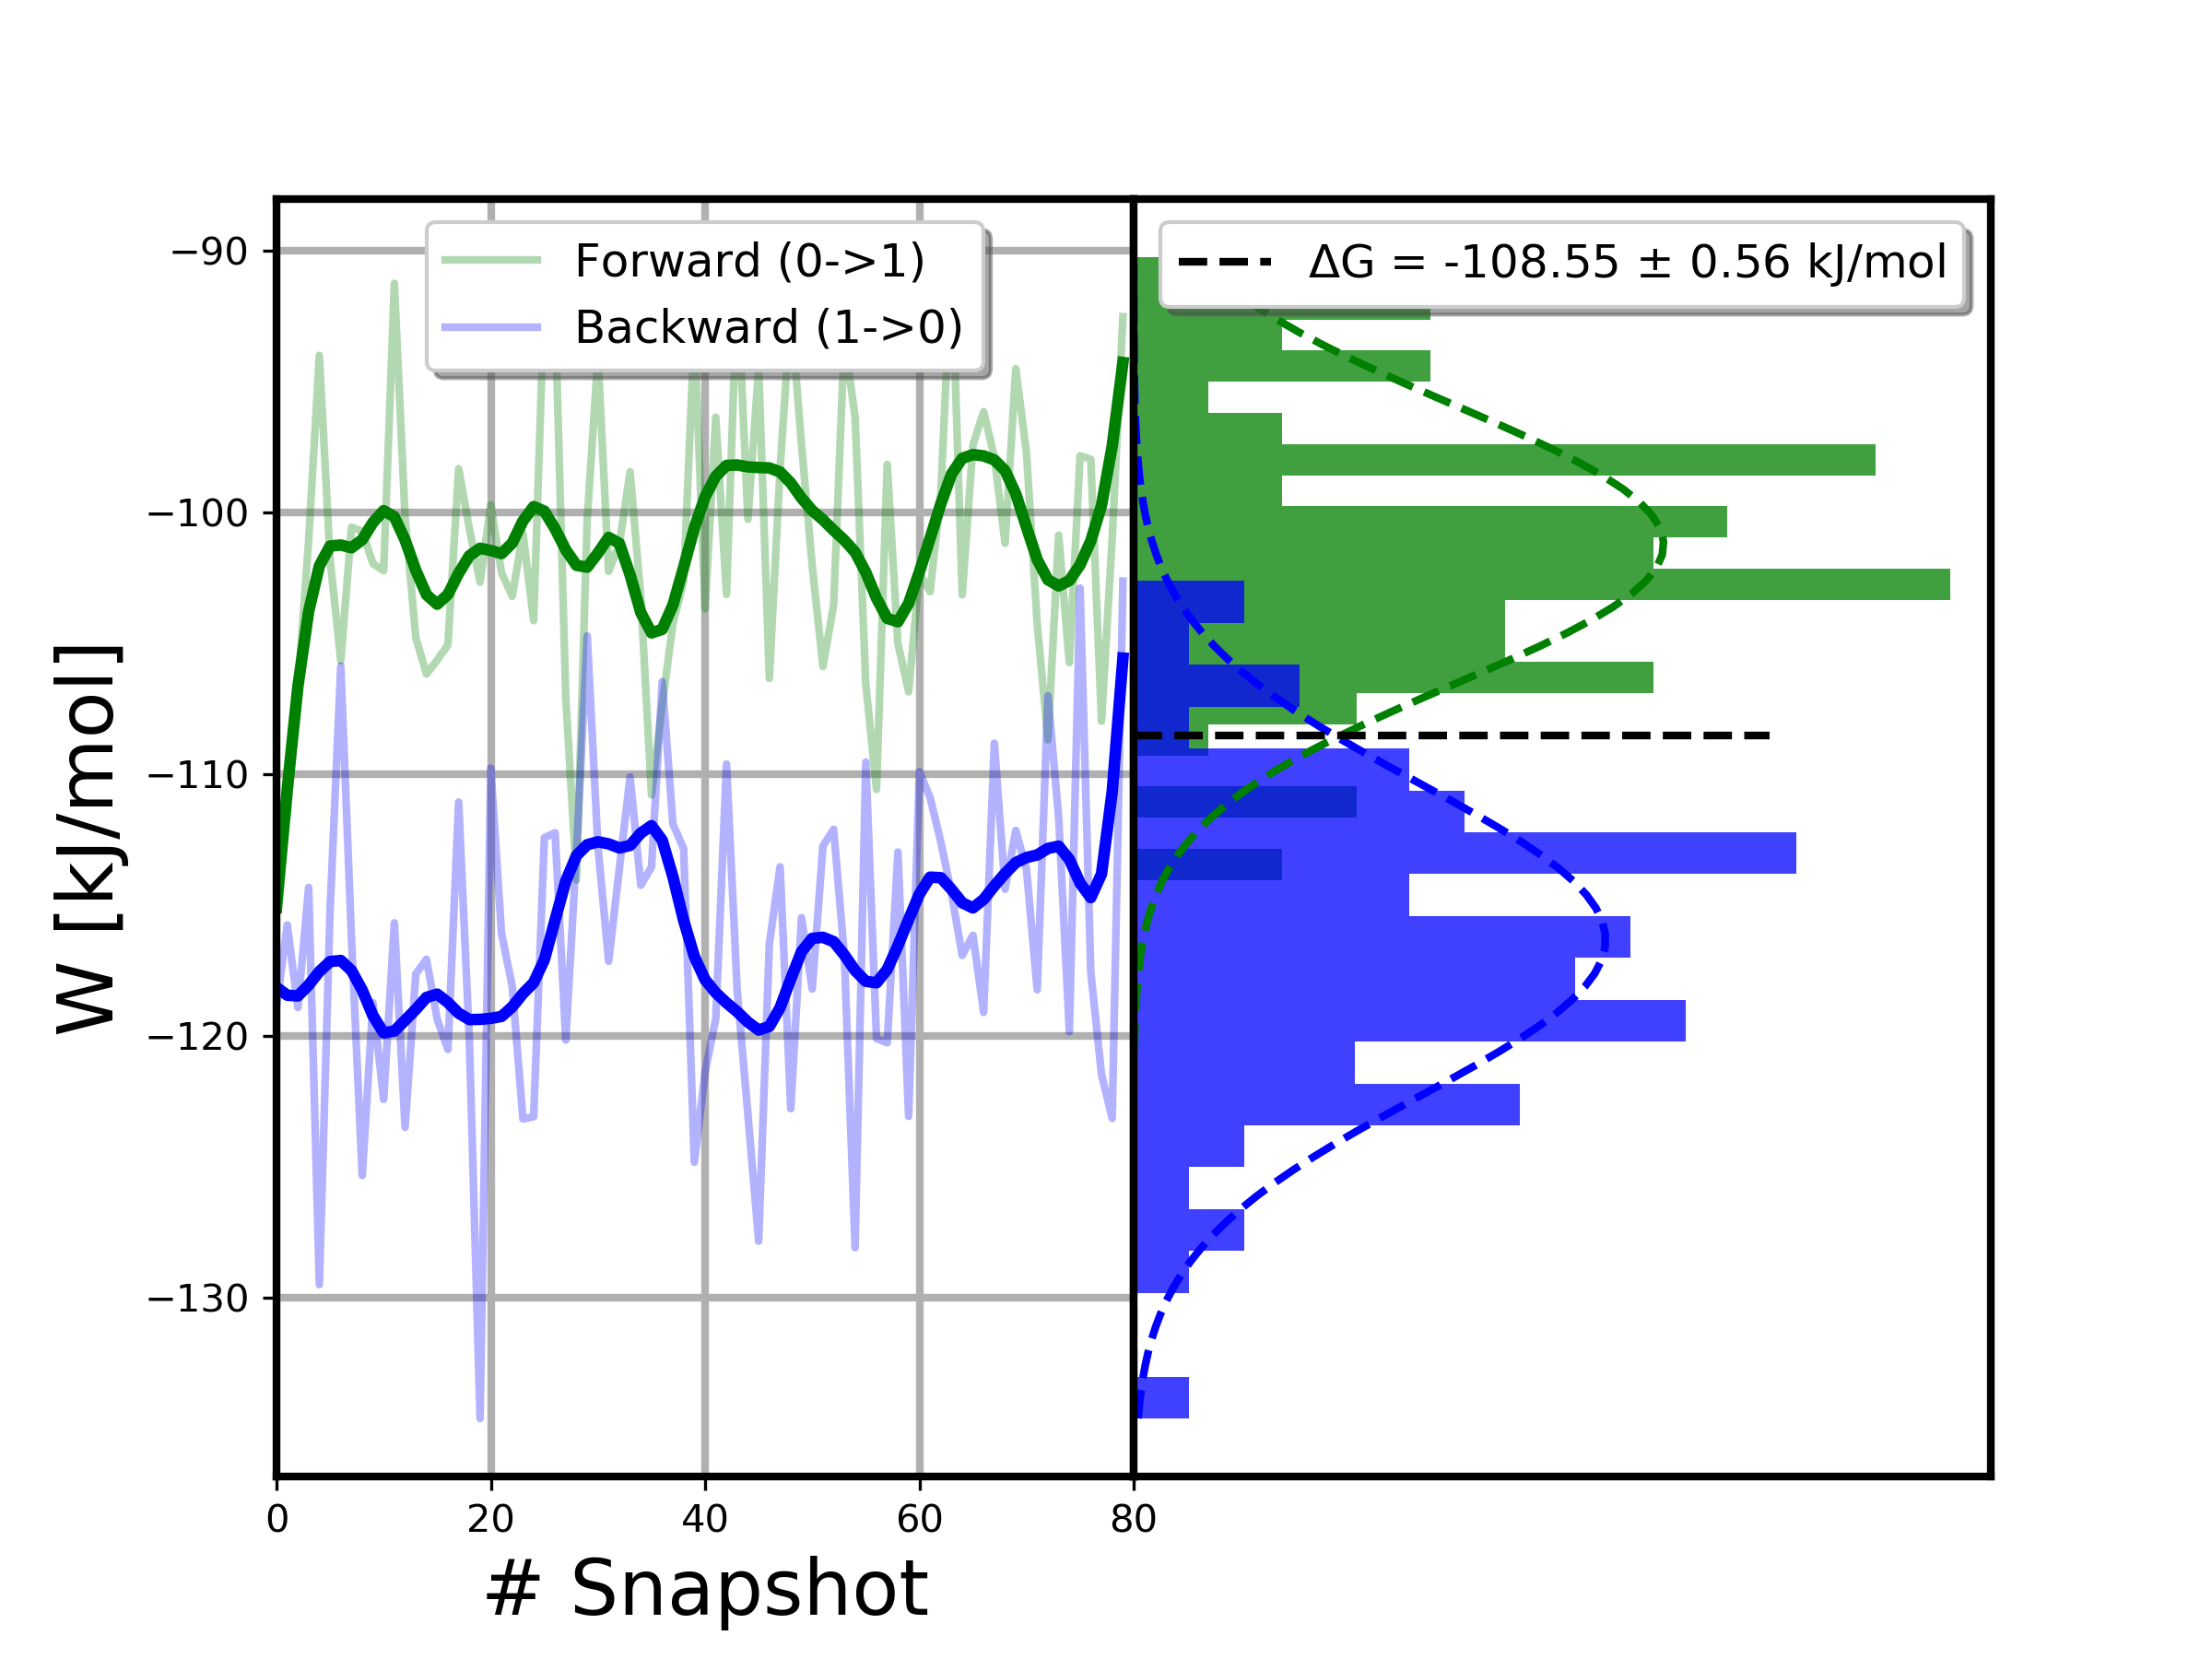 Forward (0->1)
Backward (1->0)
ΔG = -108.55 ± 0.56 kJ/mol
W [kJ/mol]
−90
−100
−110
−120
−130
0 20 40 60 80
# Snapshot